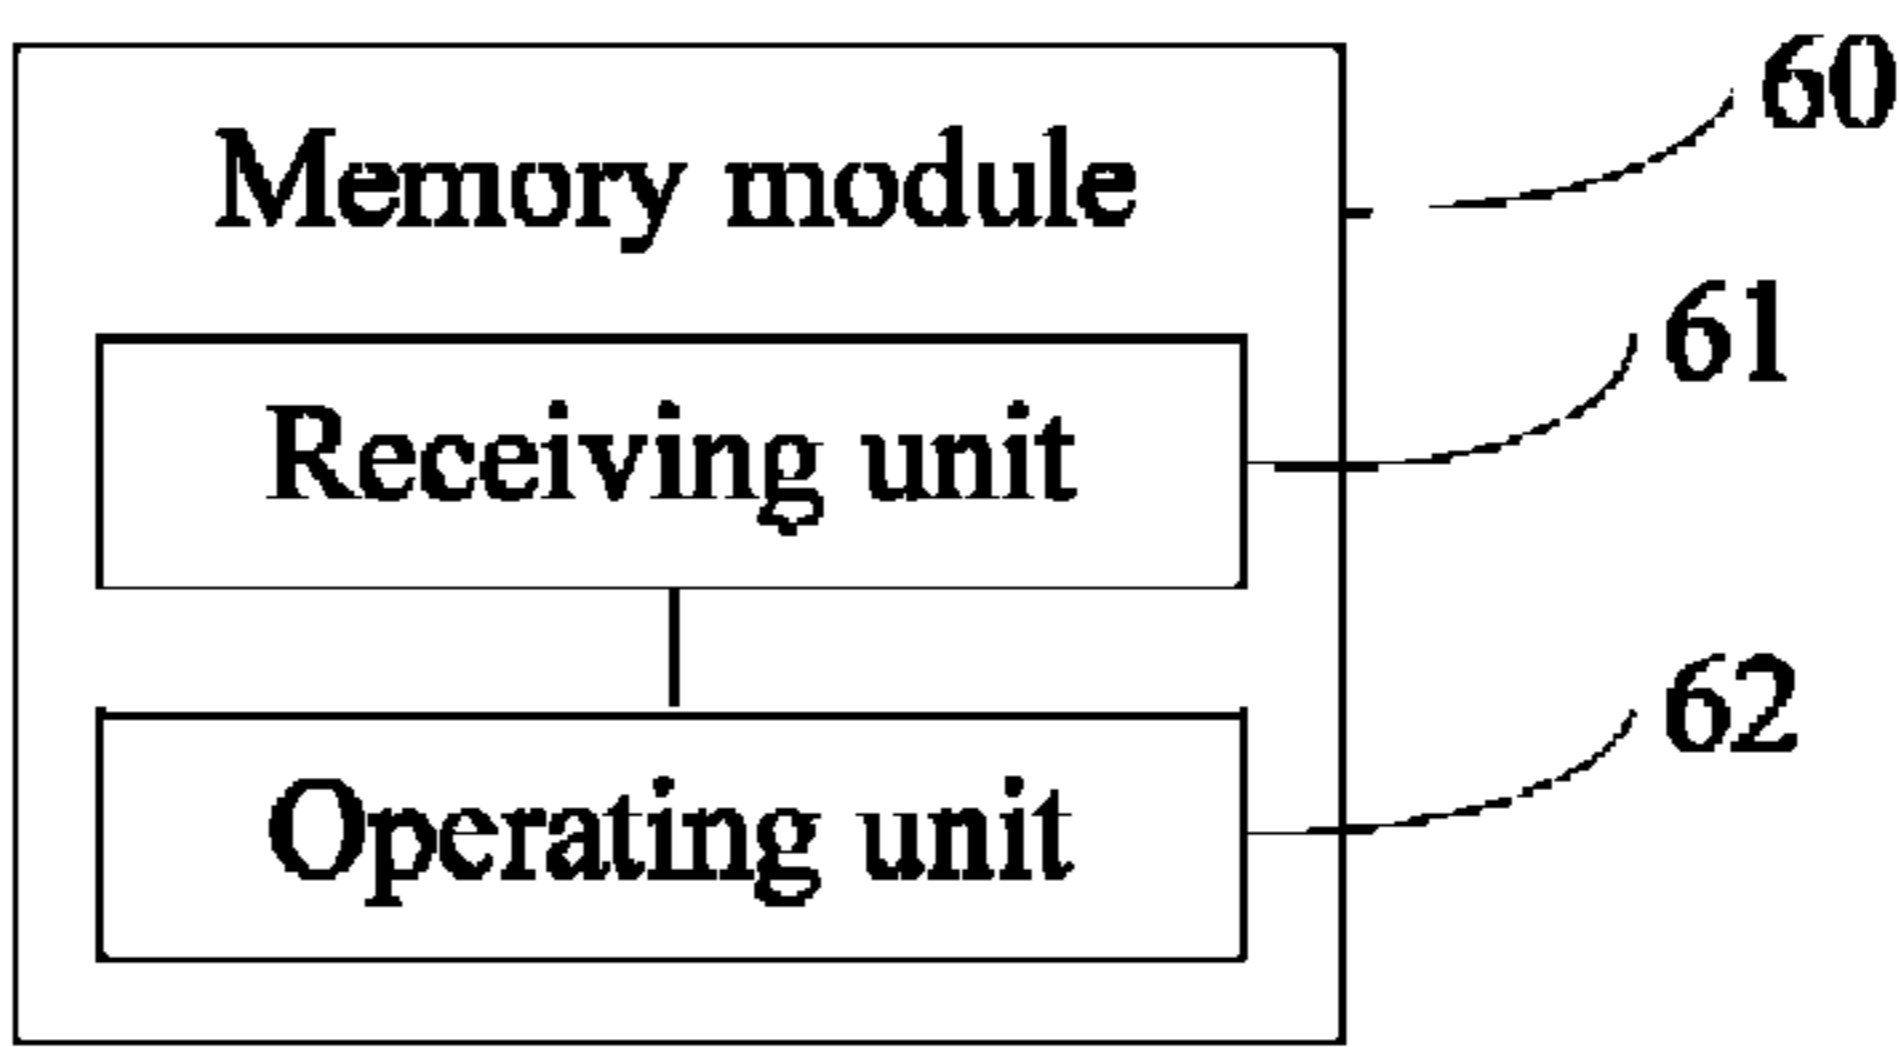 Memory module
60
Receiving unit
61
Operating unit
62